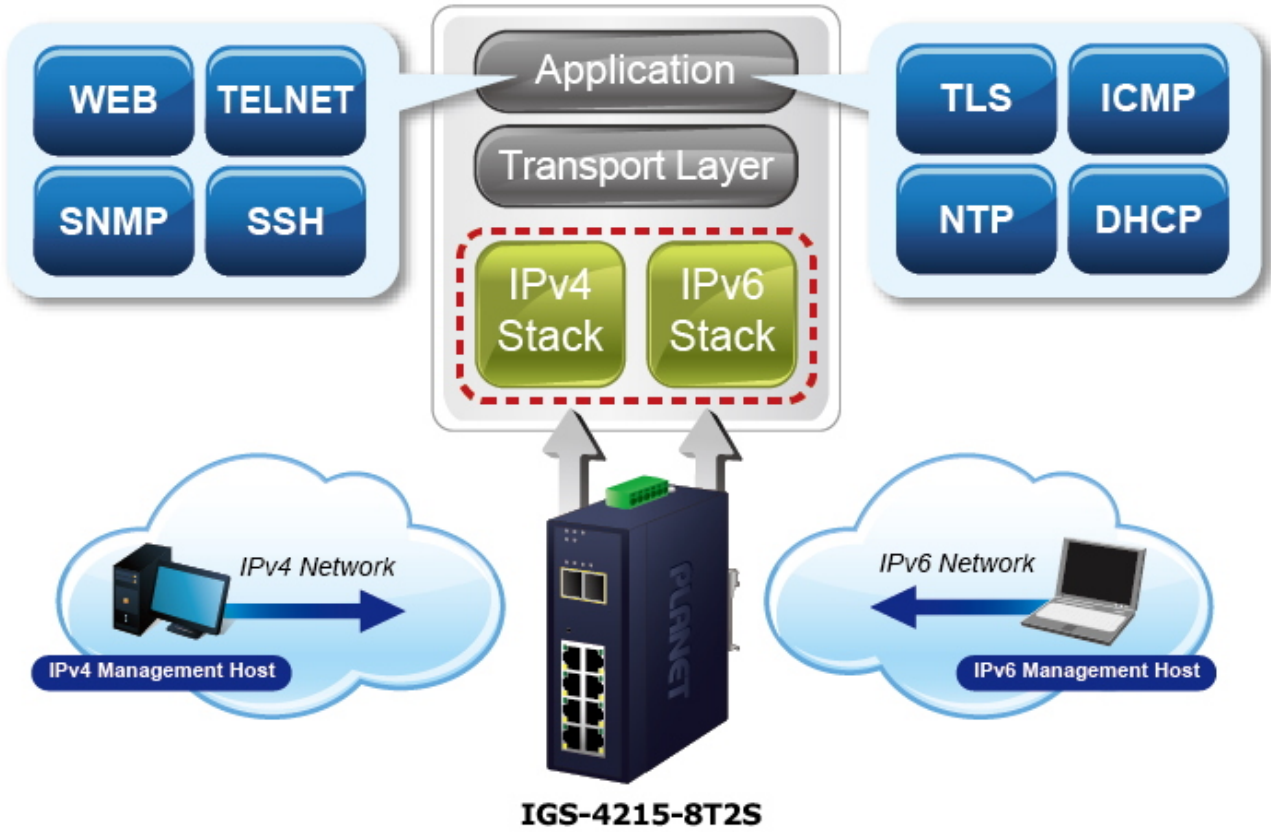 WEB
TELNET
SNMP
SSH
Application
Transport Layer
IPv4
Stack
IPv6
Stack
TLS
ICMP
NTP
DHCP
IPv4 Network
IPv4 Management Host
PLANET
IPv6 Network
IPv6 Management Host
IGS-4215-8T2S